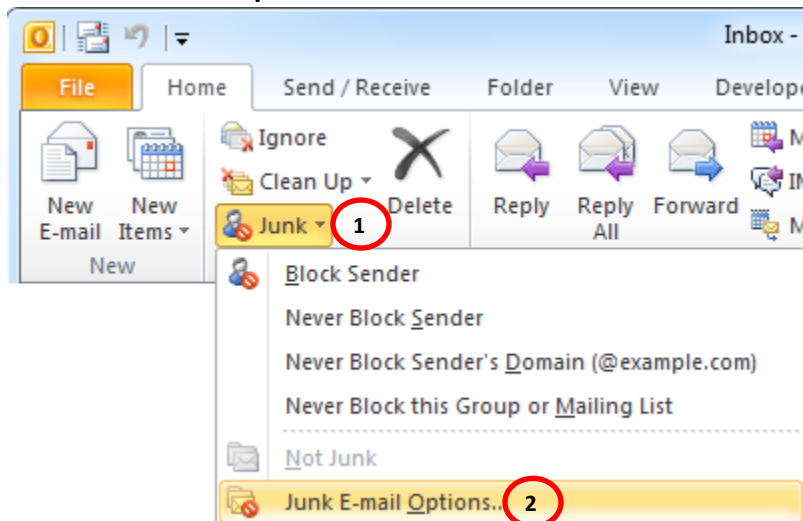 Inbox -
File Home Send / Receive Folder View Develope
Ignore
Clean Up
Junk
1
Delete
New E-mail
New Items
Reply
Reply All
Forward
M
IM
M
New
Block Sender
Never Block Sender
Never Block Sender's Domain (@example.com)
Never Block this Group or Mailing List
Not Junk
Junk E-mail Options..
2